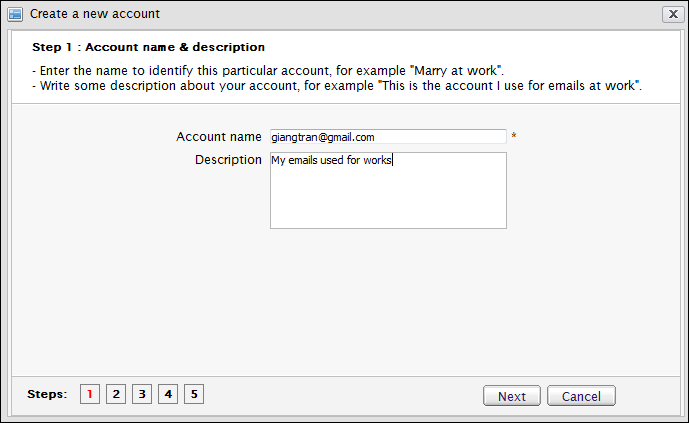 Create a new account
X
Step 1 : Account name & description
- Enter the name to identify this particular account, for example "Marry at work".
- Write some description about your account, for example "This is the account I use for emails at work".
Account name giangtran@gmail.com *
Description My emails used for works
Steps: 1 2 3 4 5 Next Cancel